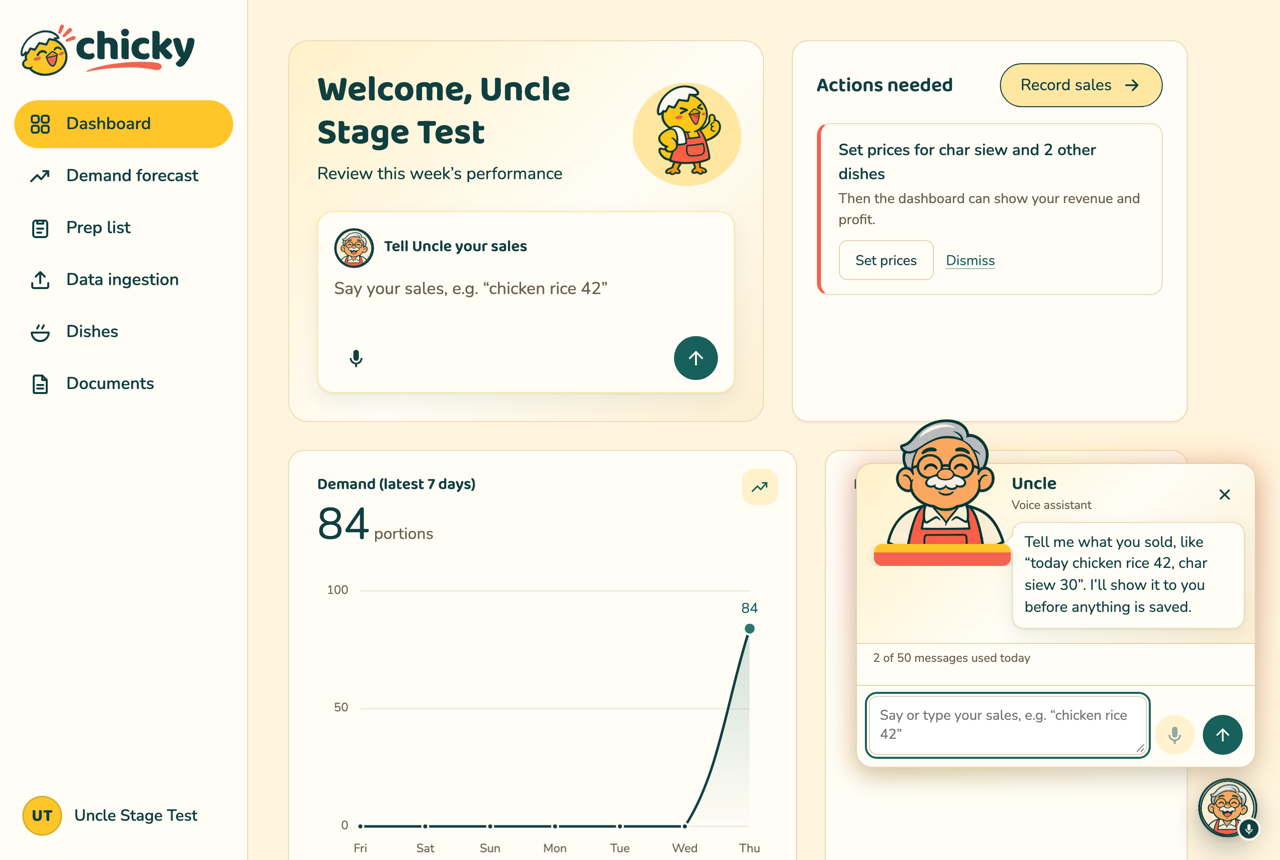 chicky
Dashboard
Demand forecast
Prep list
Data ingestion
Dishes
Documents
UT
Uncle Stage Test
Welcome, Uncle
Stage Test
Review this week’s performance
Tell Uncle your sales
Say your sales, e.g. “chicken rice 42”
Actions needed
Record sales
Set prices for char siew and 2 other
dishes
Then the dashboard can show your revenue and
profit.
Set prices
Dismiss
Demand (latest 7 days)
84 portions
100
84
50
0
Fri
Sat
Sun
Mon
Tue
Wed
Thu
Uncle
Voice assistant
Tell me what you sold, like
“today chicken rice 42, char
siew 30”. I’ll show it to you
before anything is saved.
2 of 50 messages used today
Say or type your sales, e.g. “chicken rice
42”